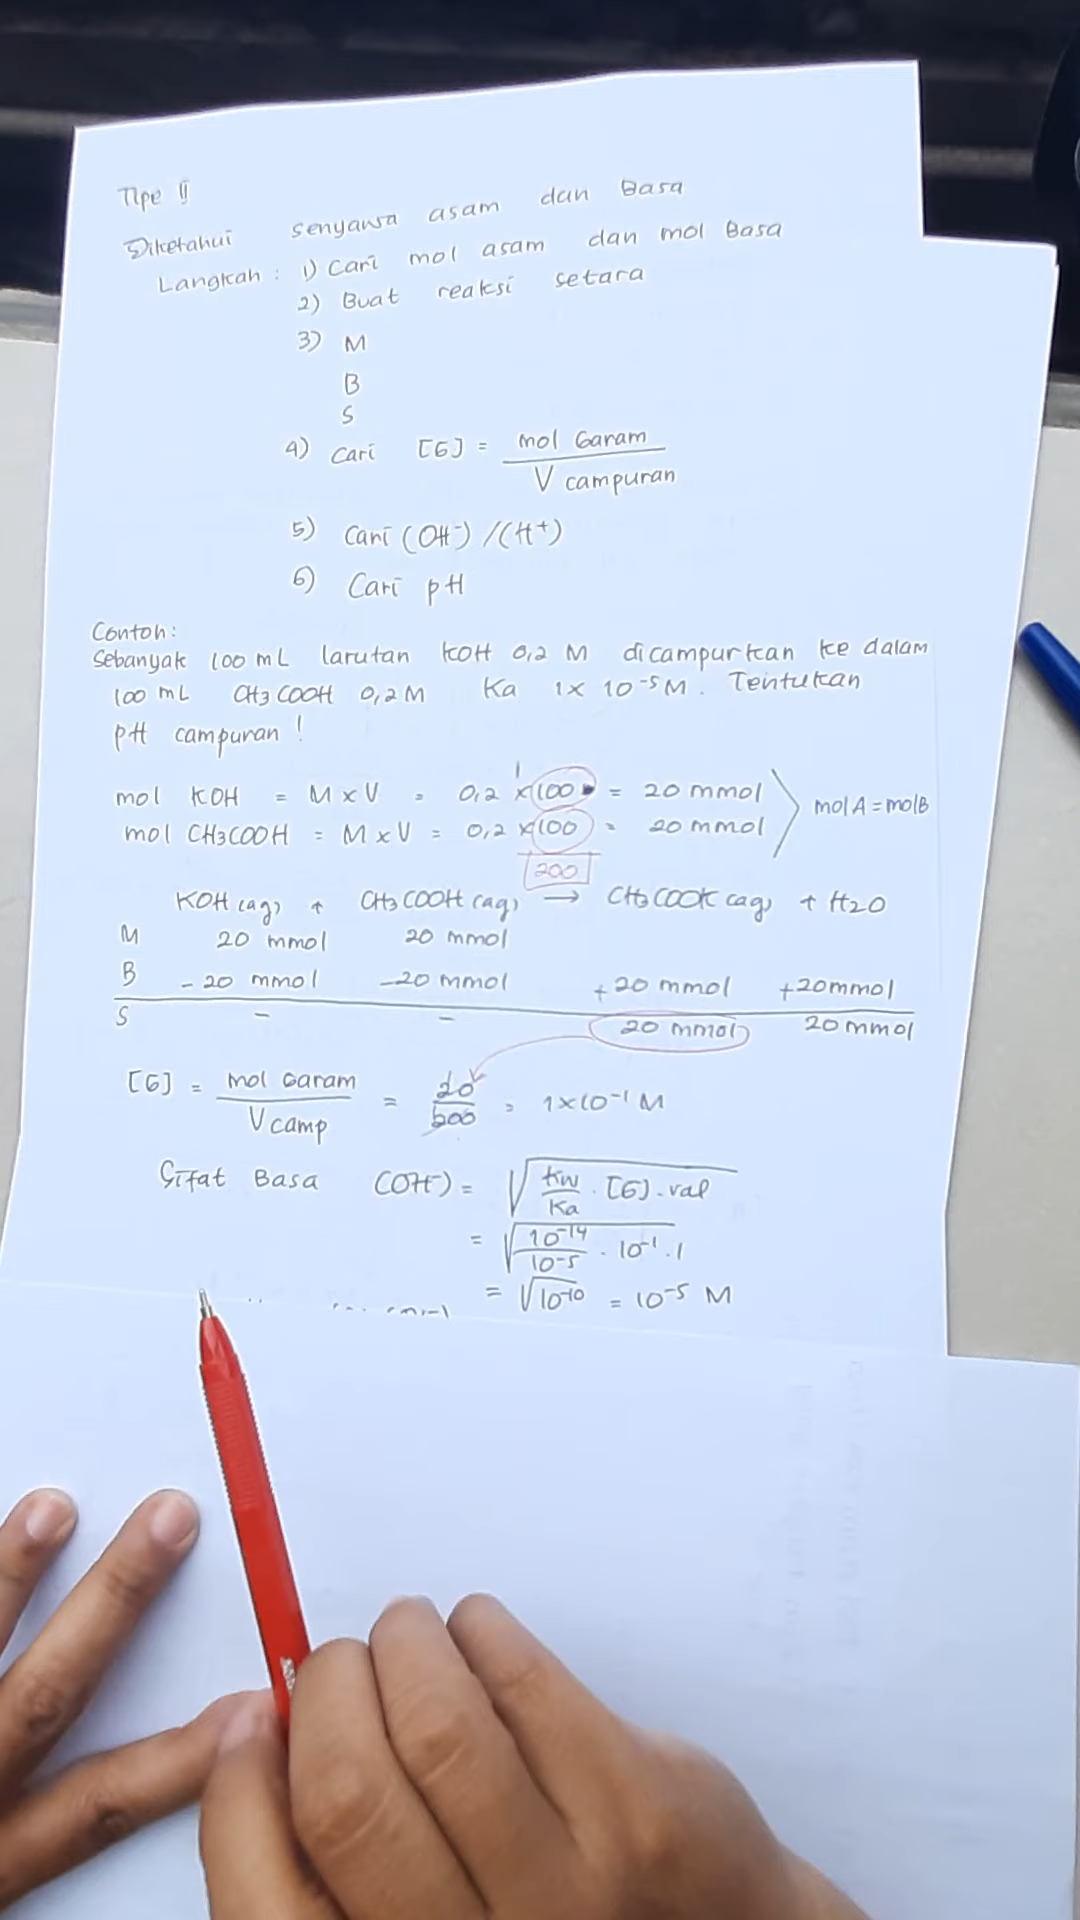 Tipe II
Diketahui senyawa asam dan Basa
Langkah : 1) Cari mol asam dan mol Basa
2) Buat reaksi setara
3) M
B
S
4) Cari [G] = mol Garam / V campuran
5) Cari (OH⁻) /(H⁺)
6) Cari pH
Contoh:
Sebanyak 100 mL larutan KOH 0,2 M dicampurkan ke dalam
100 mL CH3COOH 0,2 M Ka 1 x 10⁻⁵ M. Tentukan
pH campuran !
mol KOH = M x V = 0,2 x 100 = 20 mmol
mol CH3COOH = M x V = 0,2 x 100 = 20 mmol
mol A = mol B
200
KOH (aq) + CH3COOH (aq) → CH3COOK (aq) + H2O
M 20 mmol 20 mmol
B - 20 mmol - 20 mmol + 20 mmol + 20 mmol
S - - 20 mmol 20 mmol
[G] = mol Garam / V camp = 20 / 200 = 1 x 10⁻¹ M
Sifat Basa (OH⁻) = √ Kw / Ka . [G] . val
= √ 10⁻¹⁴ / 10⁻⁵ . 10⁻¹ . 1
= √10⁻¹⁰ = 10⁻⁵ M